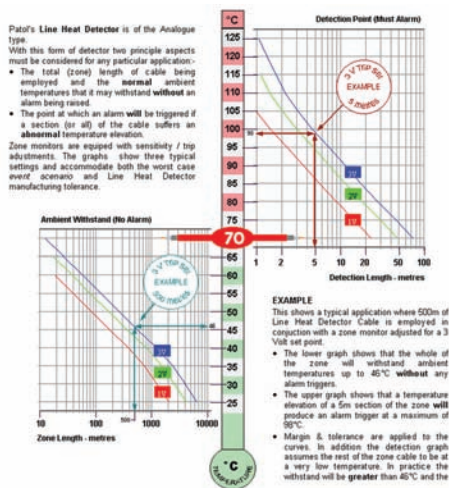 Patol's Line Heat Detector is of the Analogue
type.
With this form of detector two principle aspects
must be considered for any particular application:-
• The total (zone) length of cable being
employed and the normal ambient
temperatures that it may withstand without an
alarm being raised.
• The point at which an alarm will be triggered if
a section (or all) of the cable suffers an
abnormal temperature elevation.
Zone monitors are equipped with sensitivity / trip
adjustments. The graphs show three typical
settings and accommodate both the worst case
event scenario and Line Heat Detector
manufacturing tolerance.
°C
Detection Point (Must Alarm)
125
120
115
110
105
100
95
90
85
80
75
70
65
60
55
50
45
40
35
30
25
°C
TEMPERATURE
3 V TRIP Set
EXAMPLE
5 metres
98
3V
2V
1V
1 2 5 10 20 50 100
Detection Length - metres
Ambient Withstand (No Alarm)
3 V TRIP Set
EXAMPLE
500 metres
46
3V
2V
1V
500
10 100 1000 10000
Zone Length - metres
EXAMPLE
This shows a typical application where 500m of
Line Heat Detector Cable is employed in
conjuction with a zone monitor adjusted for a 3
Volt set point.
• The lower graph shows that the whole of
the zone will withstand ambient
temperatures up to 46°C without any
alarm triggers.
• The upper graph shows that a temperature
elevation of a 5m section of the zone will
produce an alarm trigger at a maximum of
98°C.
• Margin & tolerance are applied to the
curves. In addition the detection graph
assumes the rest of the zone cable to be at
a very low temperature. In practice the
withstand will be greater than 46°C and the